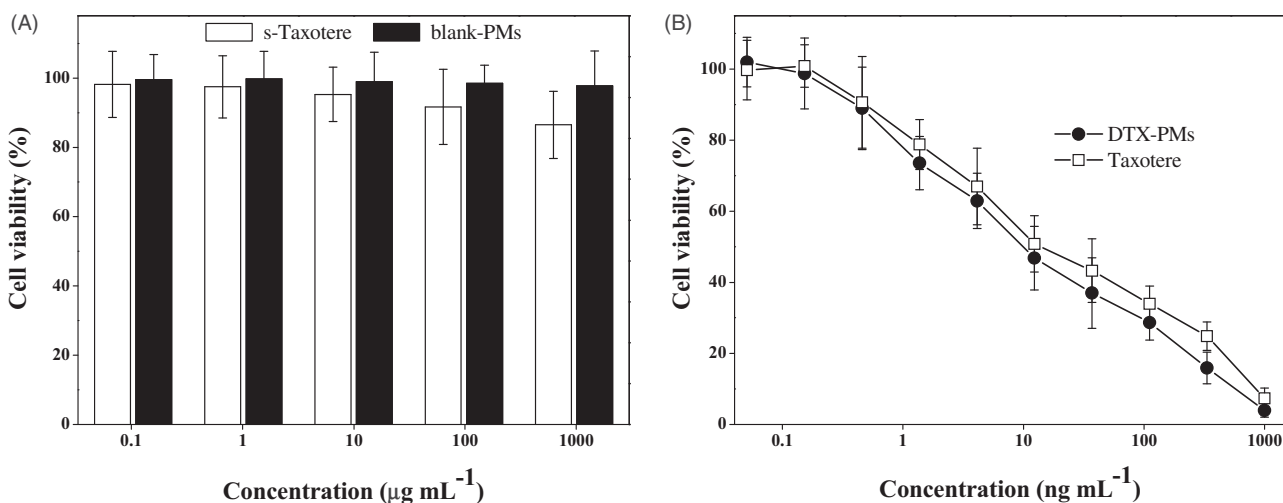 (A)
s-Taxotere
blank-PMs
Cell viability (%)
100
80
60
40
20
0
0.1 1 10 100 1000
Concentration (μg mL-1)
(B)
DTX-PMs
Taxotere
Cell viability (%)
100
80
60
40
20
0
0.1 1 10 100 1000
Concentration (ng mL-1)